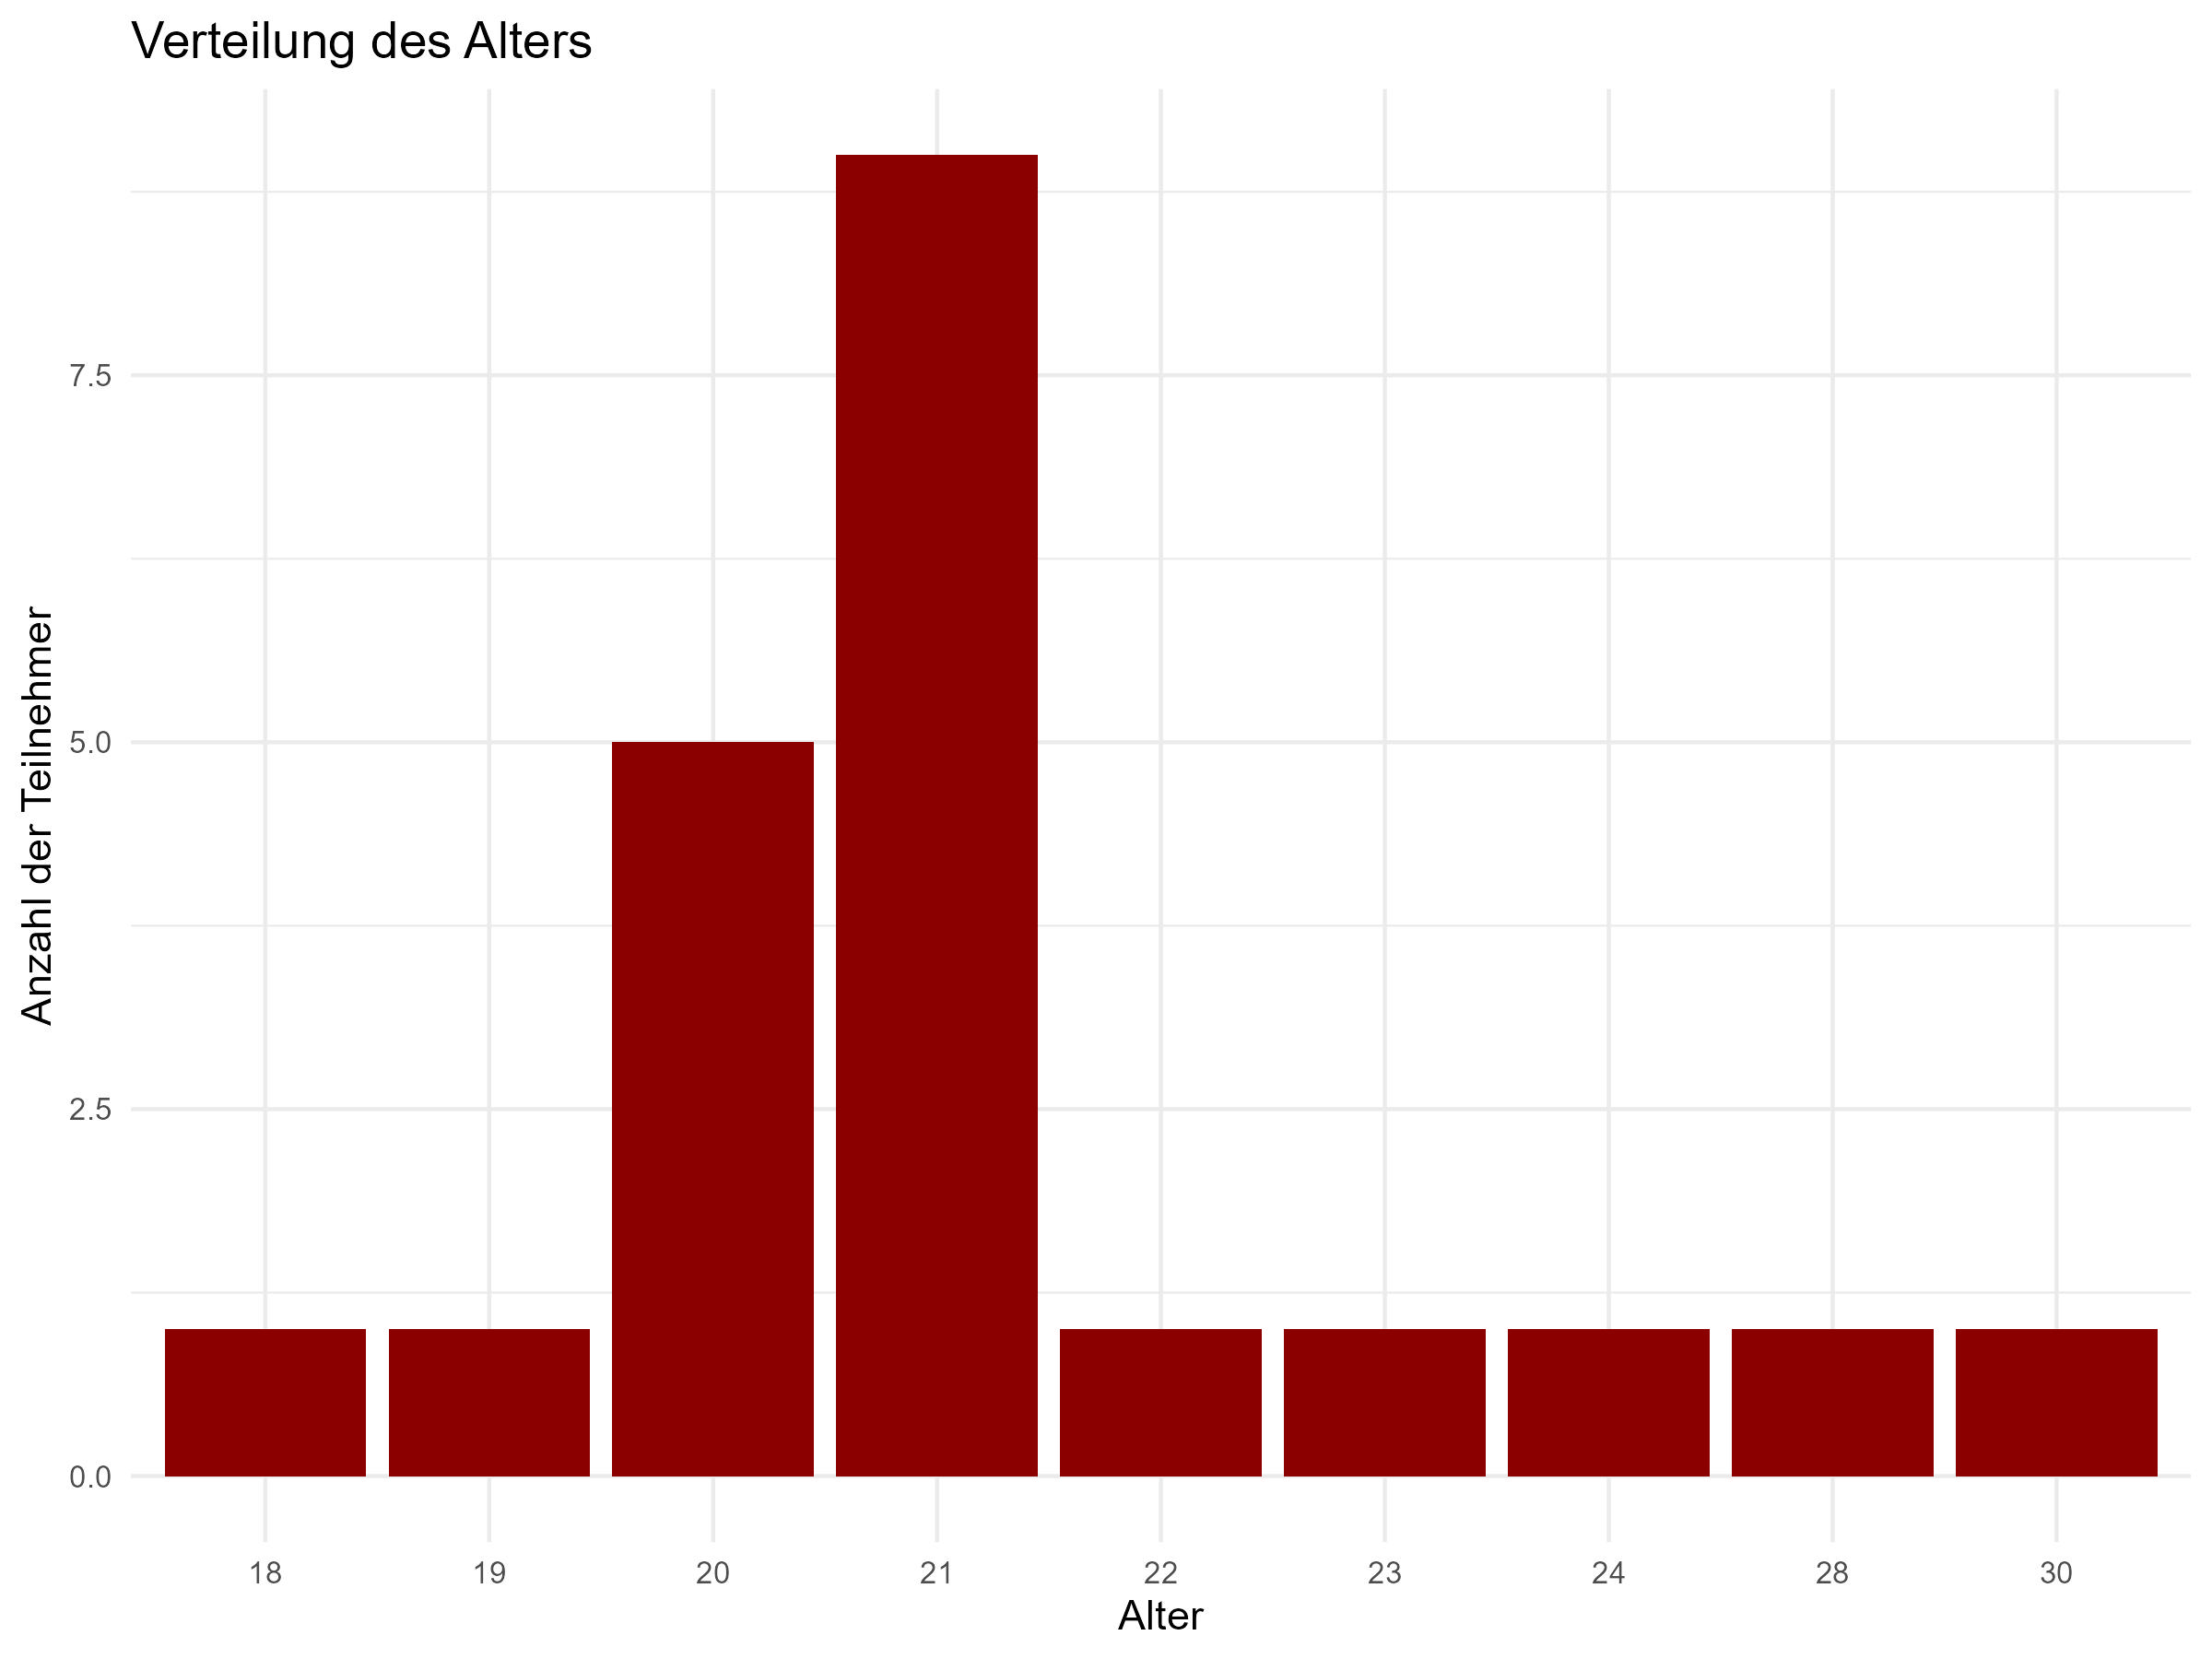 Verteilung des Alters
Anzahl der Teilnehmer
7.5
5.0
2.5
0.0
18 19 20 21 22 23 24 28 30
Alter